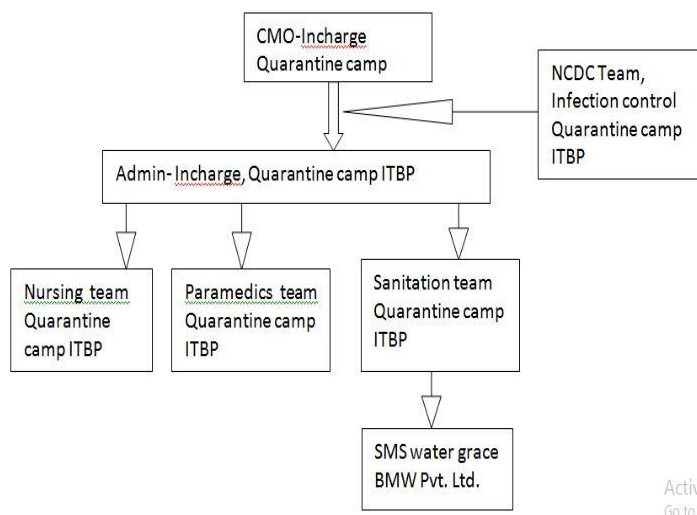 CMO-Incharge
Quarantine camp
NCDC Team,
Infection control
Quarantine camp
ITBP
Admin- Incharge, Quarantine camp ITBP
Nursing team
Quarantine
camp ITBP
Paramedics team
Quarantine camp
ITBP
Sanitation team
Quarantine camp
ITBP
SMS water grace
BMW Pvt. Ltd.
Activ
Go to